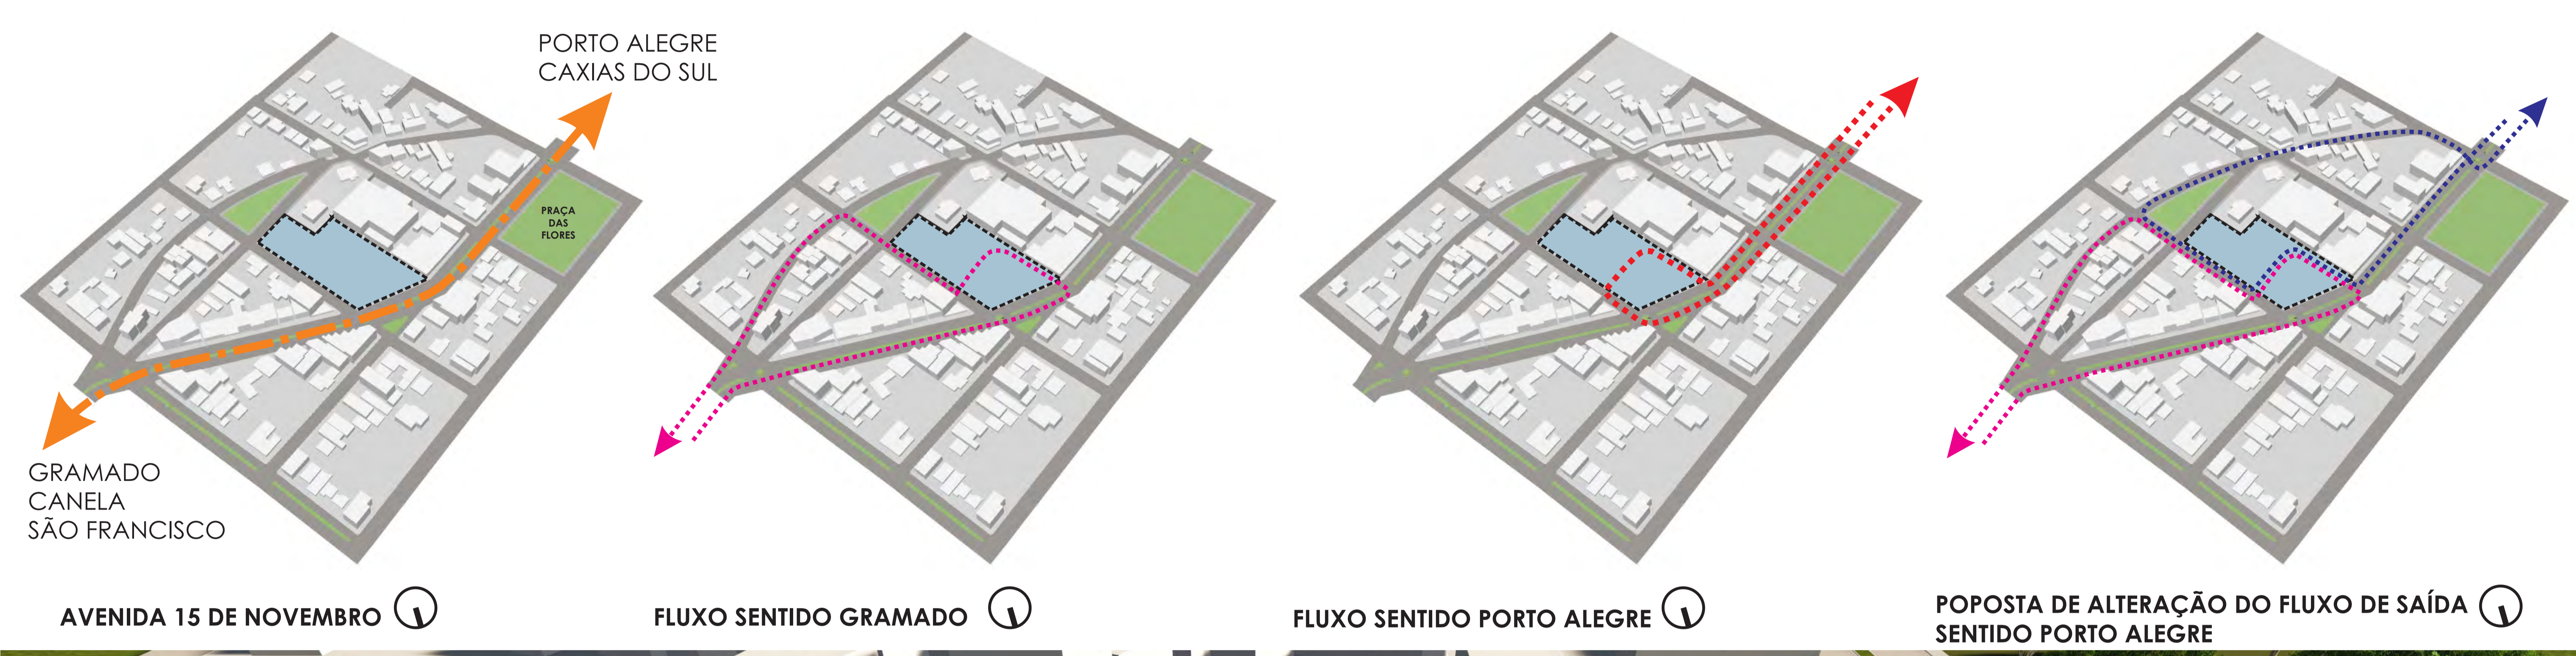 PORTO ALEGRE
CAXIAS DO SUL
PRAÇA
DAS
FLORES
GRAMADO
CANELA
SÃO FRANCISCO
AVENIDA 15 DE NOVEMBRO
FLUXO SENTIDO GRAMADO
FLUXO SENTIDO PORTO ALEGRE
POPOSTA DE ALTERAÇÃO DO FLUXO DE SAÍDA
SENTIDO PORTO ALEGRE